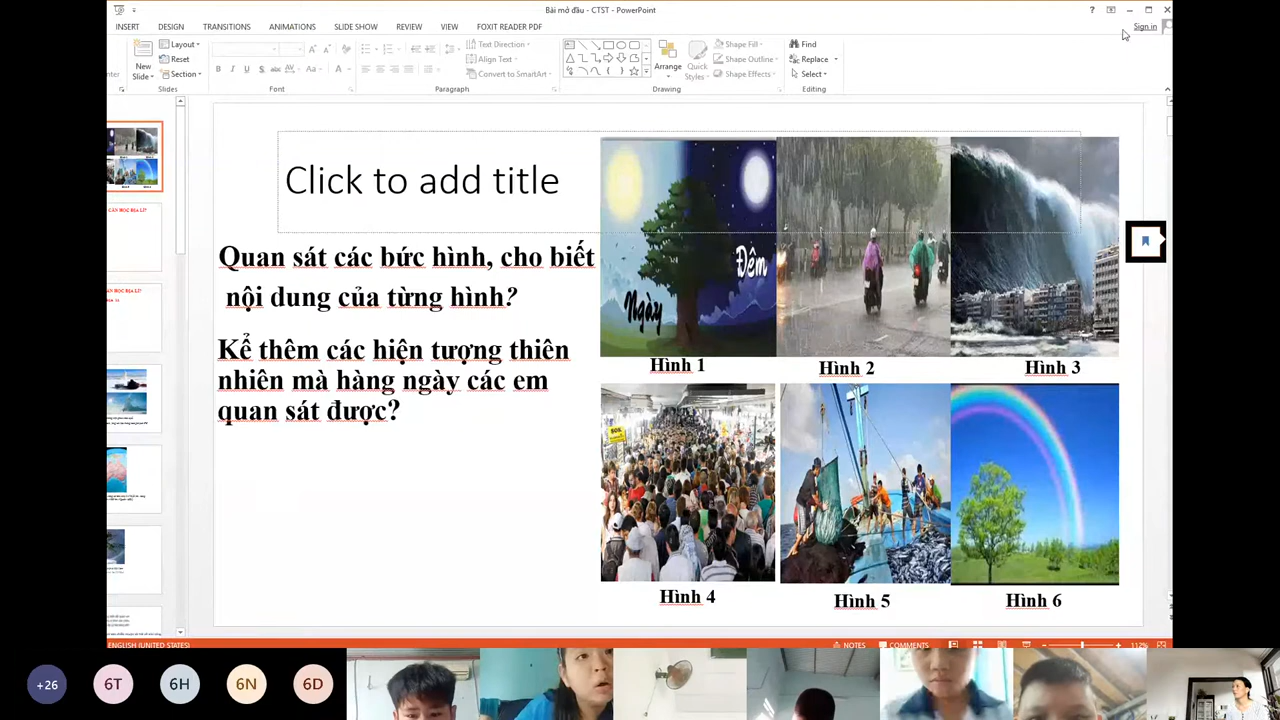 Bài mở đầu - CTST - PowerPoint
Sign in
INSERT DESIGN TRANSITIONS ANIMATIONS SLIDE SHOW REVIEW VIEW FOXIT READER PDF
New Slide
Layout
Reset
Section
Text Direction
Align Text
Convert to SmartArt
Arrange
Quick Styles
Shape Fill
Shape Outline
Shape Effects
Find
Replace
Select
Slides Font Paragraph Drawing Editing
Click to add title
Quan sát các bức hình, cho biết
nội dung của từng hình?
Kể thêm các hiện tượng thiên
nhiên mà hàng ngày các em
quan sát được?
Ngày
Đêm
Hình 1
Hình 2
Hình 3
Hình 4
Hình 5
Hình 6
ENGLISH (UNITED STATES)
NOTES
COMMENTS
112%
+26
6T
6H
6N
6D